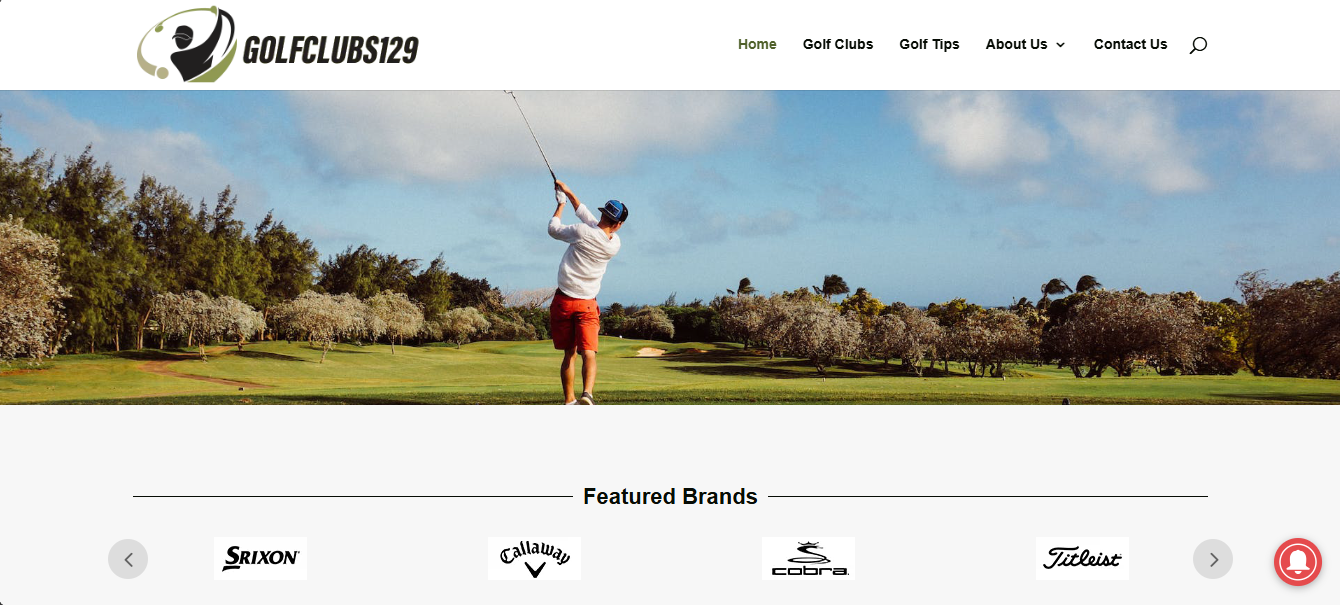 GOLFCLUBS129
Home Golf Clubs Golf Tips About Us Contact Us
Featured Brands
SRIXON
Callaway
cobra
Titleist